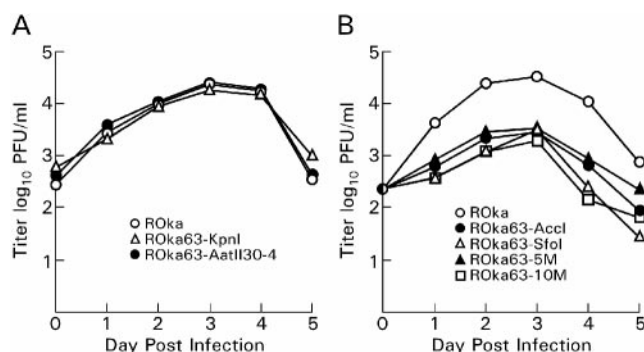 A
B
Titer log10 PFU/ml
5
4
3
2
1
ROka
ROka63-KpnI
ROka63-AatII30-4
0 1 2 3 4 5
Day Post Infection
Titer log10 PFU/ml
5
4
3
2
1
ROka
ROka63-AccI
ROka63-SfoI
ROka63-5M
ROka63-10M
0 1 2 3 4 5
Day Post Infection